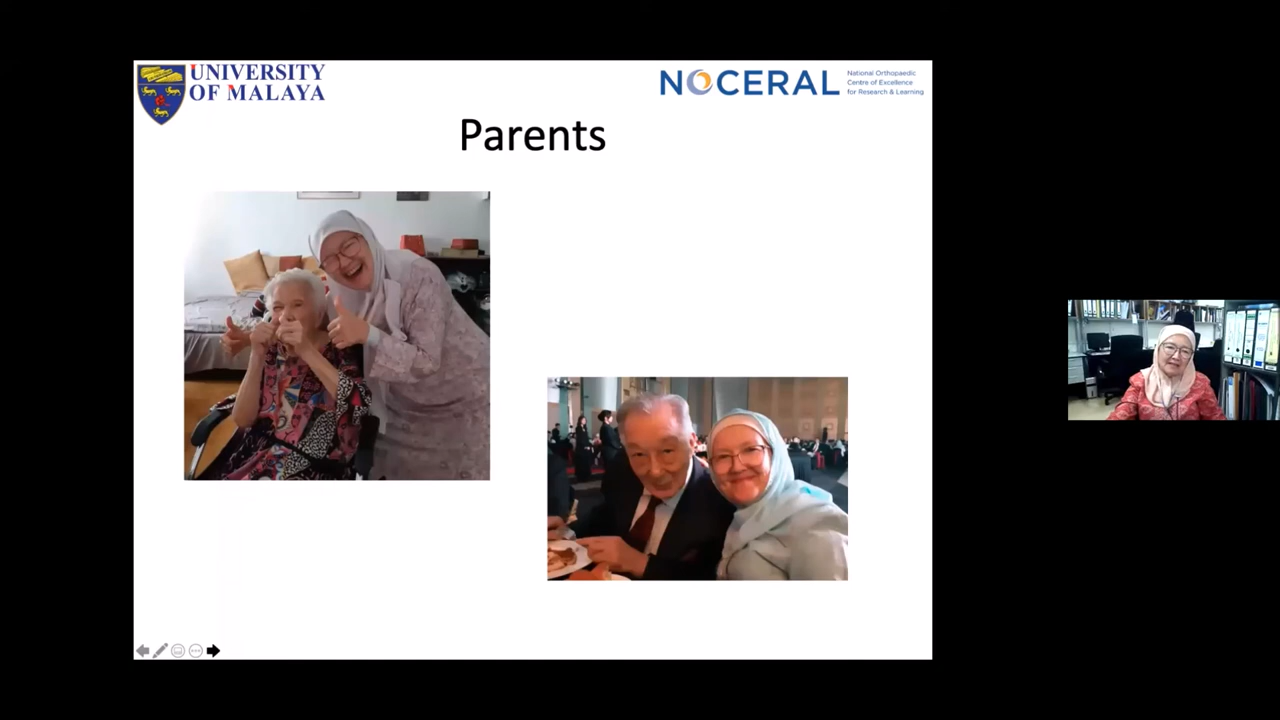 UNIVERSITY
OF MALAYA
NOCERAL
National Orthopaedic
Centre of Excellence
for Research & Learning
Parents